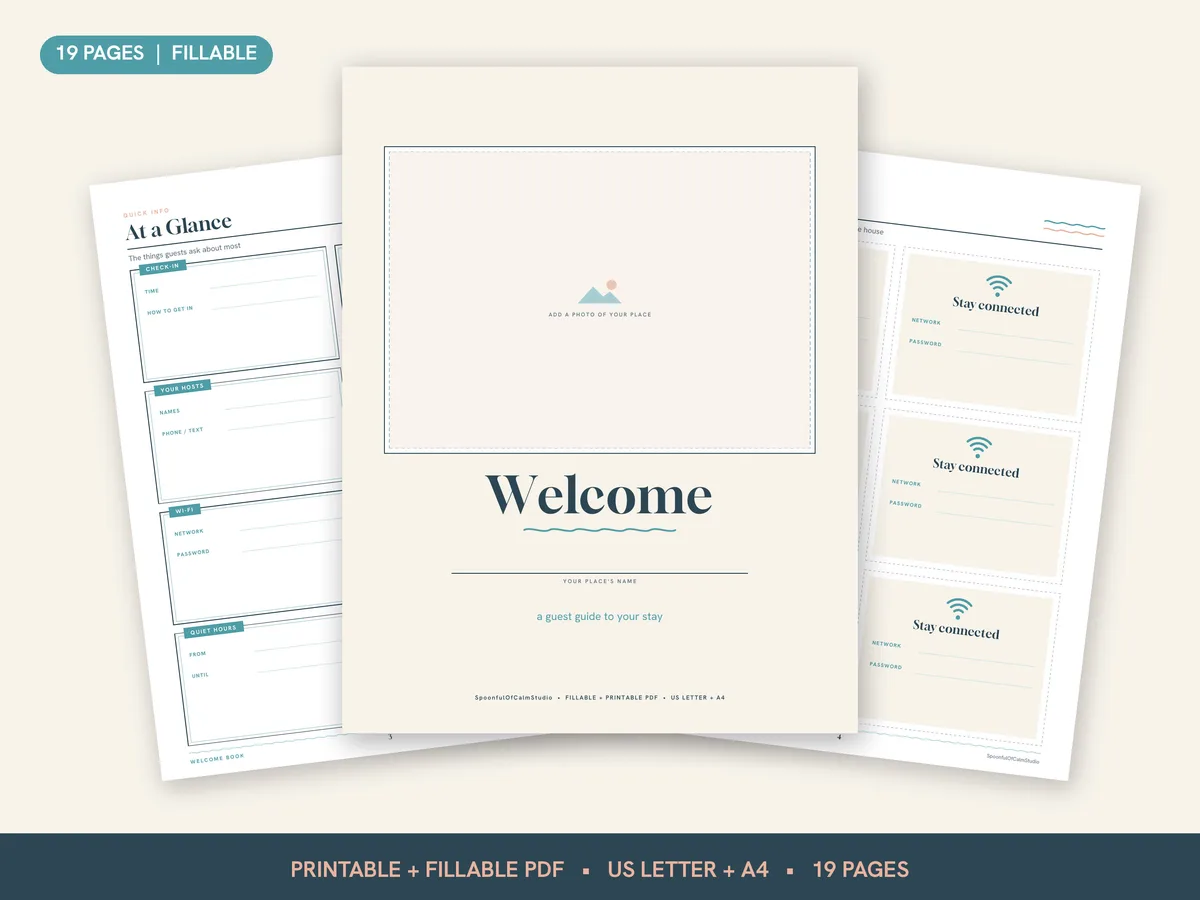 19 PAGES | FILLABLE
QUICK INFO
At a Glance
The things guests ask about most
CHECK-IN
TIME
HOW TO GET IN
YOUR HOSTS
NAMES
PHONE / TEXT
WI-FI
NETWORK
PASSWORD
QUIET HOURS
FROM
UNTIL
WELCOME BOOK
3
ADD A PHOTO OF YOUR PLACE
Welcome
YOUR PLACE'S NAME
a guest guide to your stay
SpoonfulOfCalmStudio • FILLABLE + PRINTABLE PDF • US LETTER + A4
house
Stay connected
NETWORK
PASSWORD
Stay connected
NETWORK
PASSWORD
Stay connected
NETWORK
PASSWORD
4
SpoonfulOfCalmStudio
PRINTABLE + FILLABLE PDF ▪ US LETTER + A4 ▪ 19 PAGES